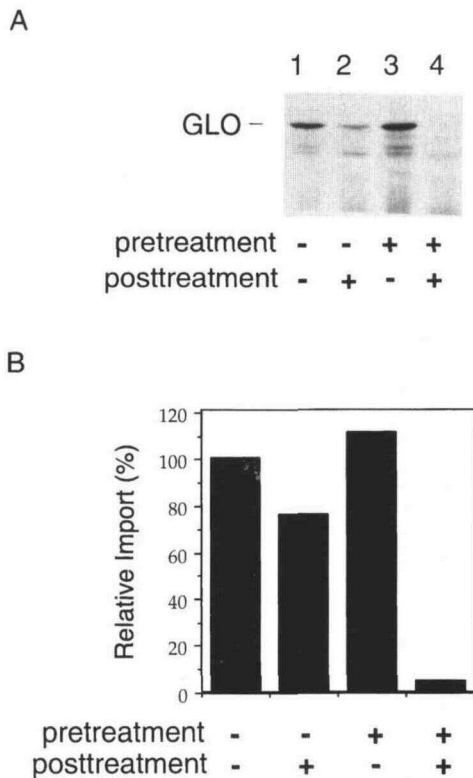 A
1 2 3 4
GLO –
pretreatment - - + +
posttreatment - + - +
B
120
100
80
60
40
20
0
Relative Import (%)
pretreatment - - + +
posttreatment - + - +